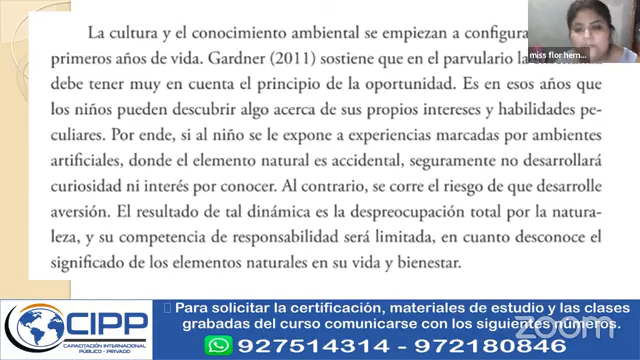 La cultura y el conocimiento ambiental se empiezan a configura
primeros años de vida. Gardner (2011) sostiene que en el parvulario la
debe tener muy en cuenta el principio de la oportunidad. Es en esos años que
los niños pueden descubrir algo acerca de sus propios intereses y habilidades pe-
culiares. Por ende, si al niño se le expone a experiencias marcadas por ambientes
artificiales, donde el elemento natural es accidental, seguramente no desarrollará
curiosidad ni interés por conocer. Al contrario, se corre el riesgo de que desarrolle
aversión. El resultado de tal dinámica es la despreocupación total por la natura-
leza, y su competencia de responsabilidad será limitada, en cuanto desconoce el
significado de los elementos naturales en su vida y bienestar.
miss flor hem...
CIPP
CAPACITACIÓN INTERNACIONAL
PÚBLICO - PRIVADO
Para solicitar la certificación, materiales de estudio y las clases
grabadas del curso comunicarse con los siguientes números.
927514314 - 972180846
zoom